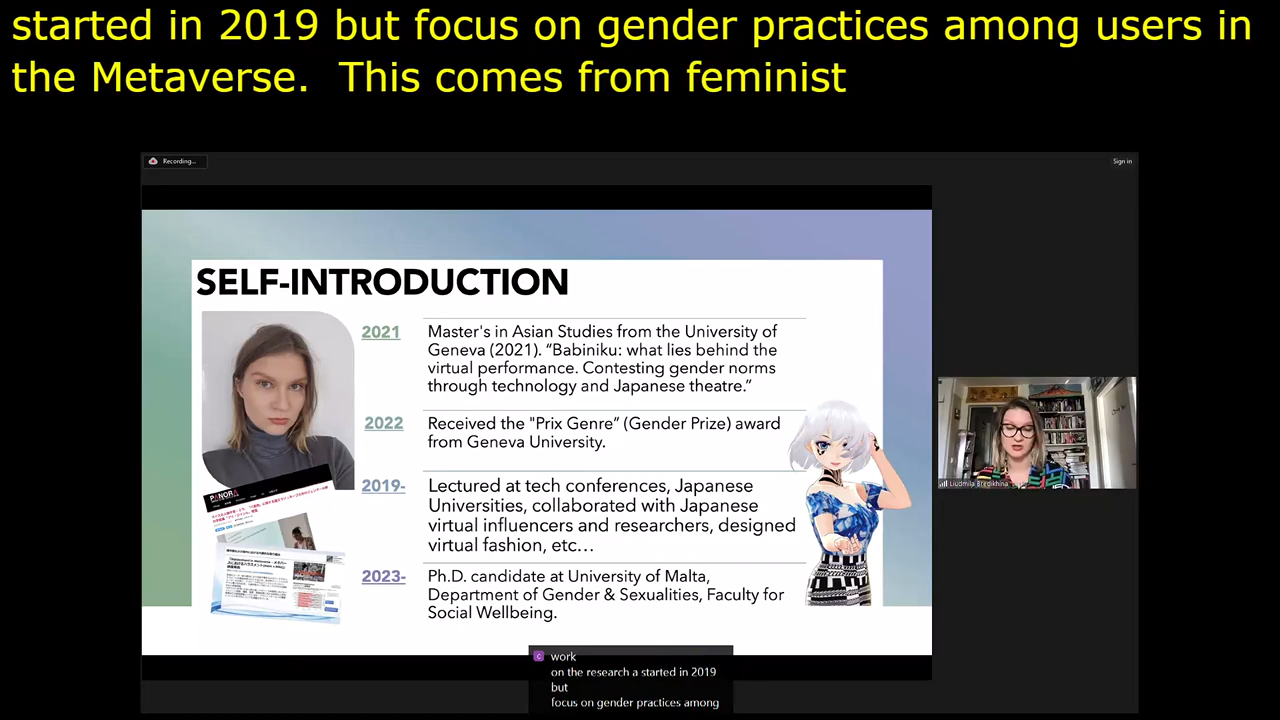 started in 2019 but focus on gender practices among users in
the Metaverse.  This comes from feminist
Recording...
Sign in
SELF-INTRODUCTION
2021
Master's in Asian Studies from the University of
Geneva (2021). “Babiniku: what lies behind the
virtual performance. Contesting gender norms
through technology and Japanese theatre.”
2022
Received the "Prix Genre” (Gender Prize) award
from Geneva University.
2019-
Lectured at tech conferences, Japanese
Universities, collaborated with Japanese
virtual influencers and researchers, designed
virtual fashion, etc…
2023-
Ph.D. candidate at University of Malta,
Department of Gender & Sexualities, Faculty for
Social Wellbeing.
PANORA
Liudmila Bredikhina
C
work
on the research a started in 2019
but
focus on gender practices among